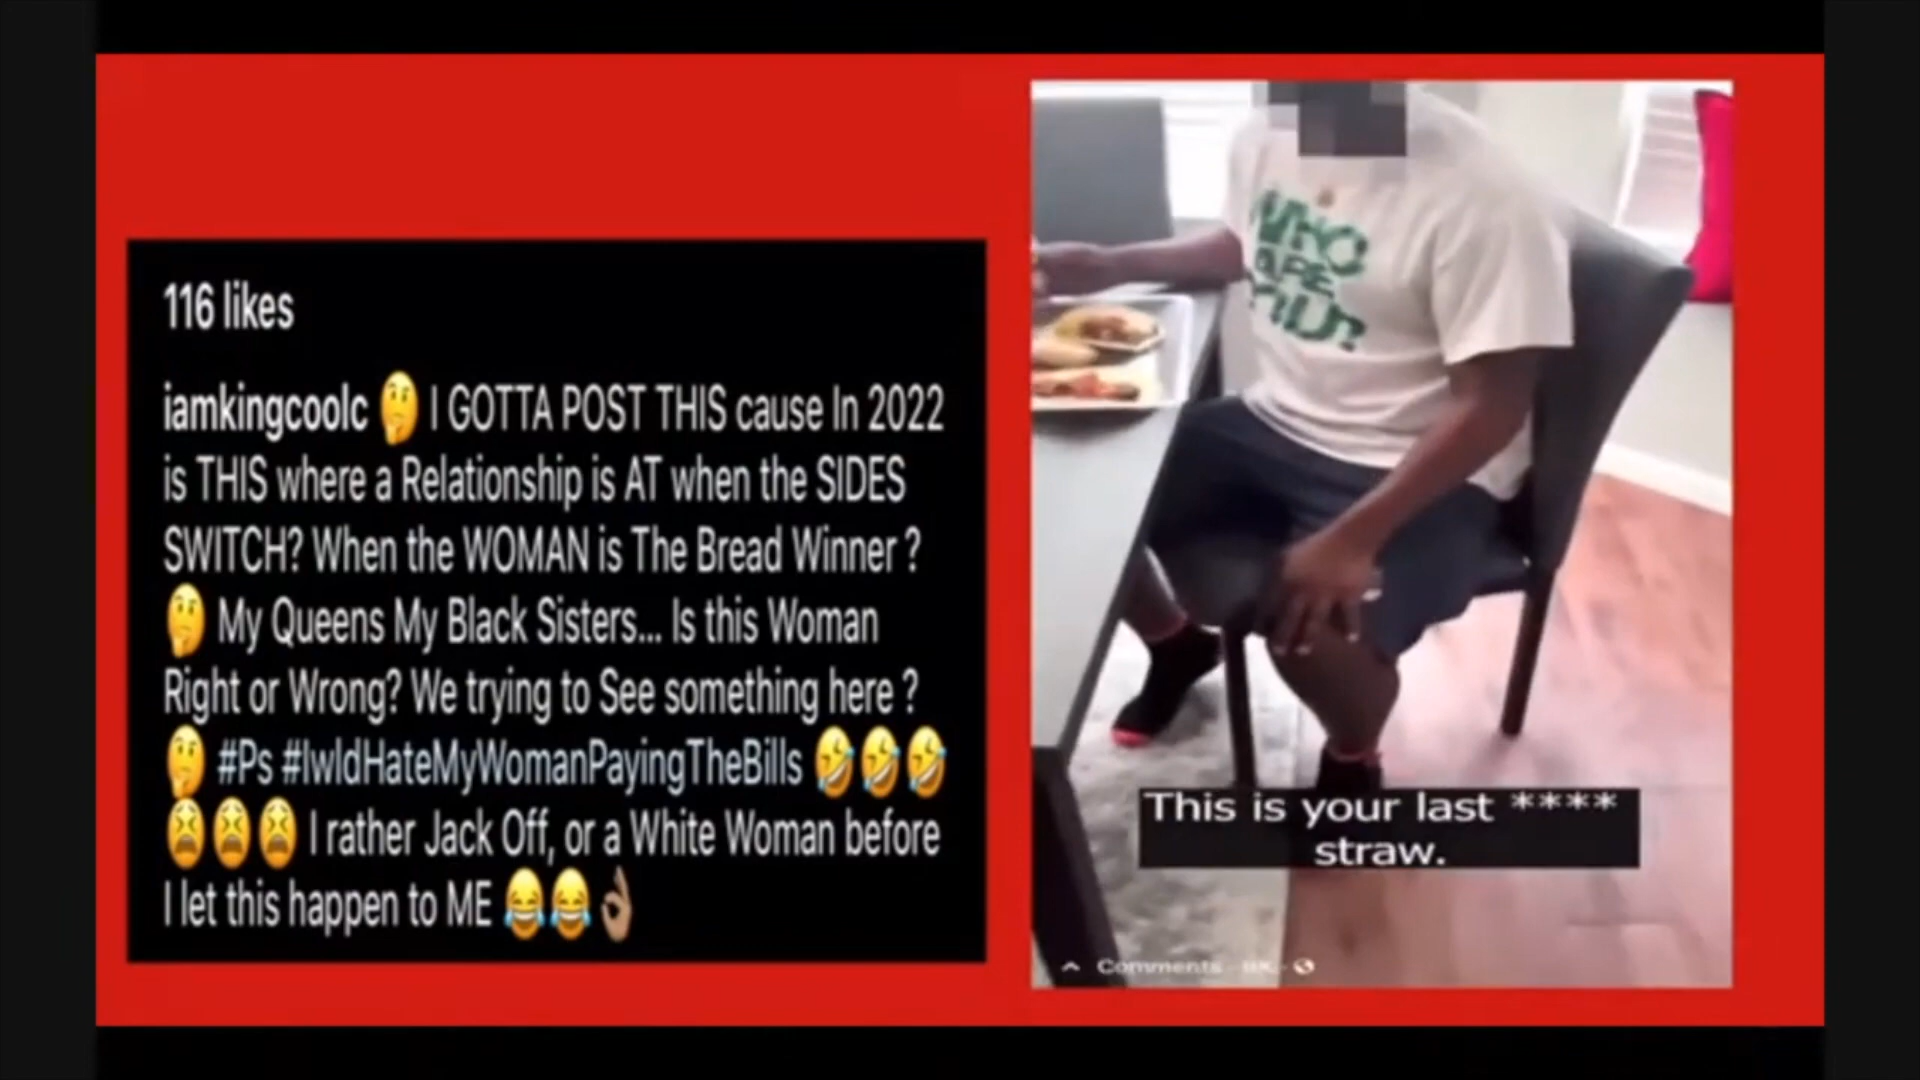 116 likes
iamkingcoolc 🤔 I GOTTA POST THIS cause In 2022
is THIS where a Relationship is AT when the SIDES
SWITCH? When the WOMAN is The Bread Winner ?
🤔 My Queens My Black Sisters... Is this Woman
Right or Wrong? We trying to See something here ?
🤔 #Ps #IwldHateMyWomanPayingTheBills 🤣🤣🤣
😫😫😫 I rather Jack Off, or a White Woman before
I let this happen to ME 😂😂👌🏽
WHO
ARE
YOU?
This is your last ****
straw.
Comments